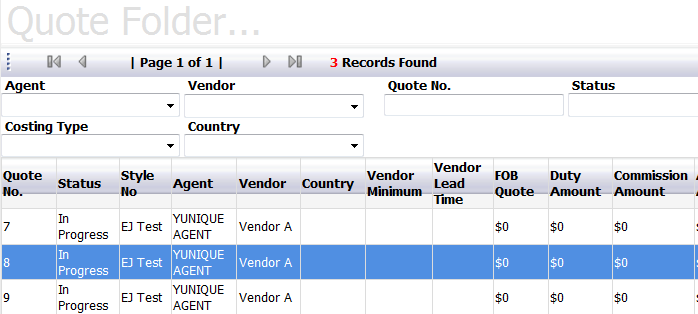 Quote Folder...
| Page 1 of 1 | 3 Records Found
Agent Vendor Quote No. Status
Costing Type Country
Quote No. Status Style No Agent Vendor Country Vendor Minimum Vendor Lead Time FOB Quote Duty Amount Commission Amount
7 In Progress EJ Test YUNIQUE AGENT Vendor A $0 $0 $0
8 In Progress EJ Test YUNIQUE AGENT Vendor A $0 $0 $0
9 In Progress EJ Test YUNIQUE AGENT Vendor A $0 $0 $0